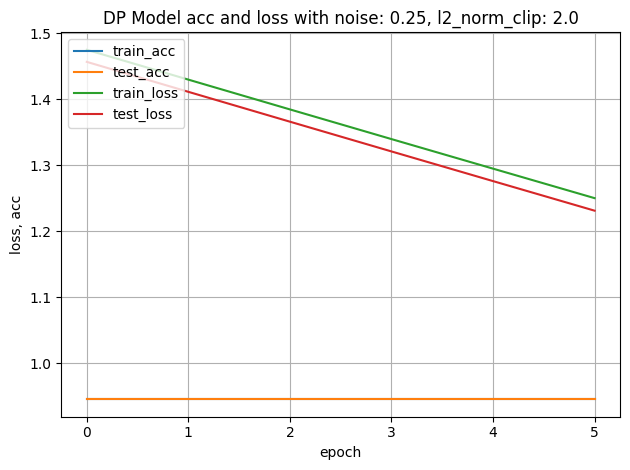 DP Model acc and loss with noise: 0.25, l2_norm_clip: 2.0
1.5
1.4
1.3
1.2
1.1
1.0
loss, acc
train_acc
test_acc
train_loss
test_loss
0 1 2 3 4 5
epoch